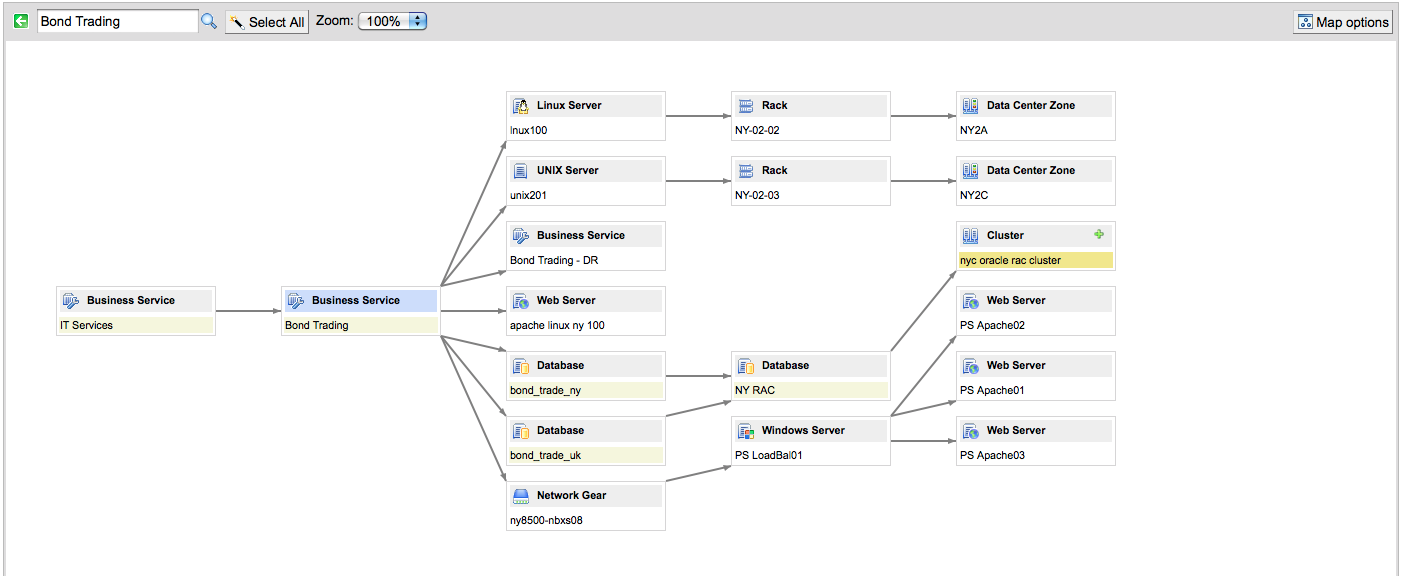 Bond Trading
Select All
Zoom:
100%
Map options
Linux Server
lnux100
Rack
NY-02-02
Data Center Zone
NY2A
UNIX Server
unix201
Rack
NY-02-03
Data Center Zone
NY2C
Business Service
Bond Trading - DR
Cluster
nyc oracle rac cluster
Business Service
IT Services
Business Service
Bond Trading
Web Server
apache linux ny 100
Web Server
PS Apache02
Database
bond_trade_ny
Database
NY RAC
Web Server
PS Apache01
Database
bond_trade_uk
Windows Server
PS LoadBal01
Web Server
PS Apache03
Network Gear
ny8500-nbxs08